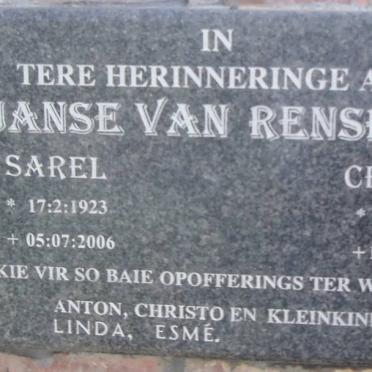 IN
TERE HERINNERINGE A
JANSE VAN RENS
SAREL C
* 17:2:1923 *
+ 05:07:2006 +
KIE VIR SO BAIE OPOFFERINGS TER W
ANTON, CHRISTO EN KLEINKIN
LINDA, ESMÉ.